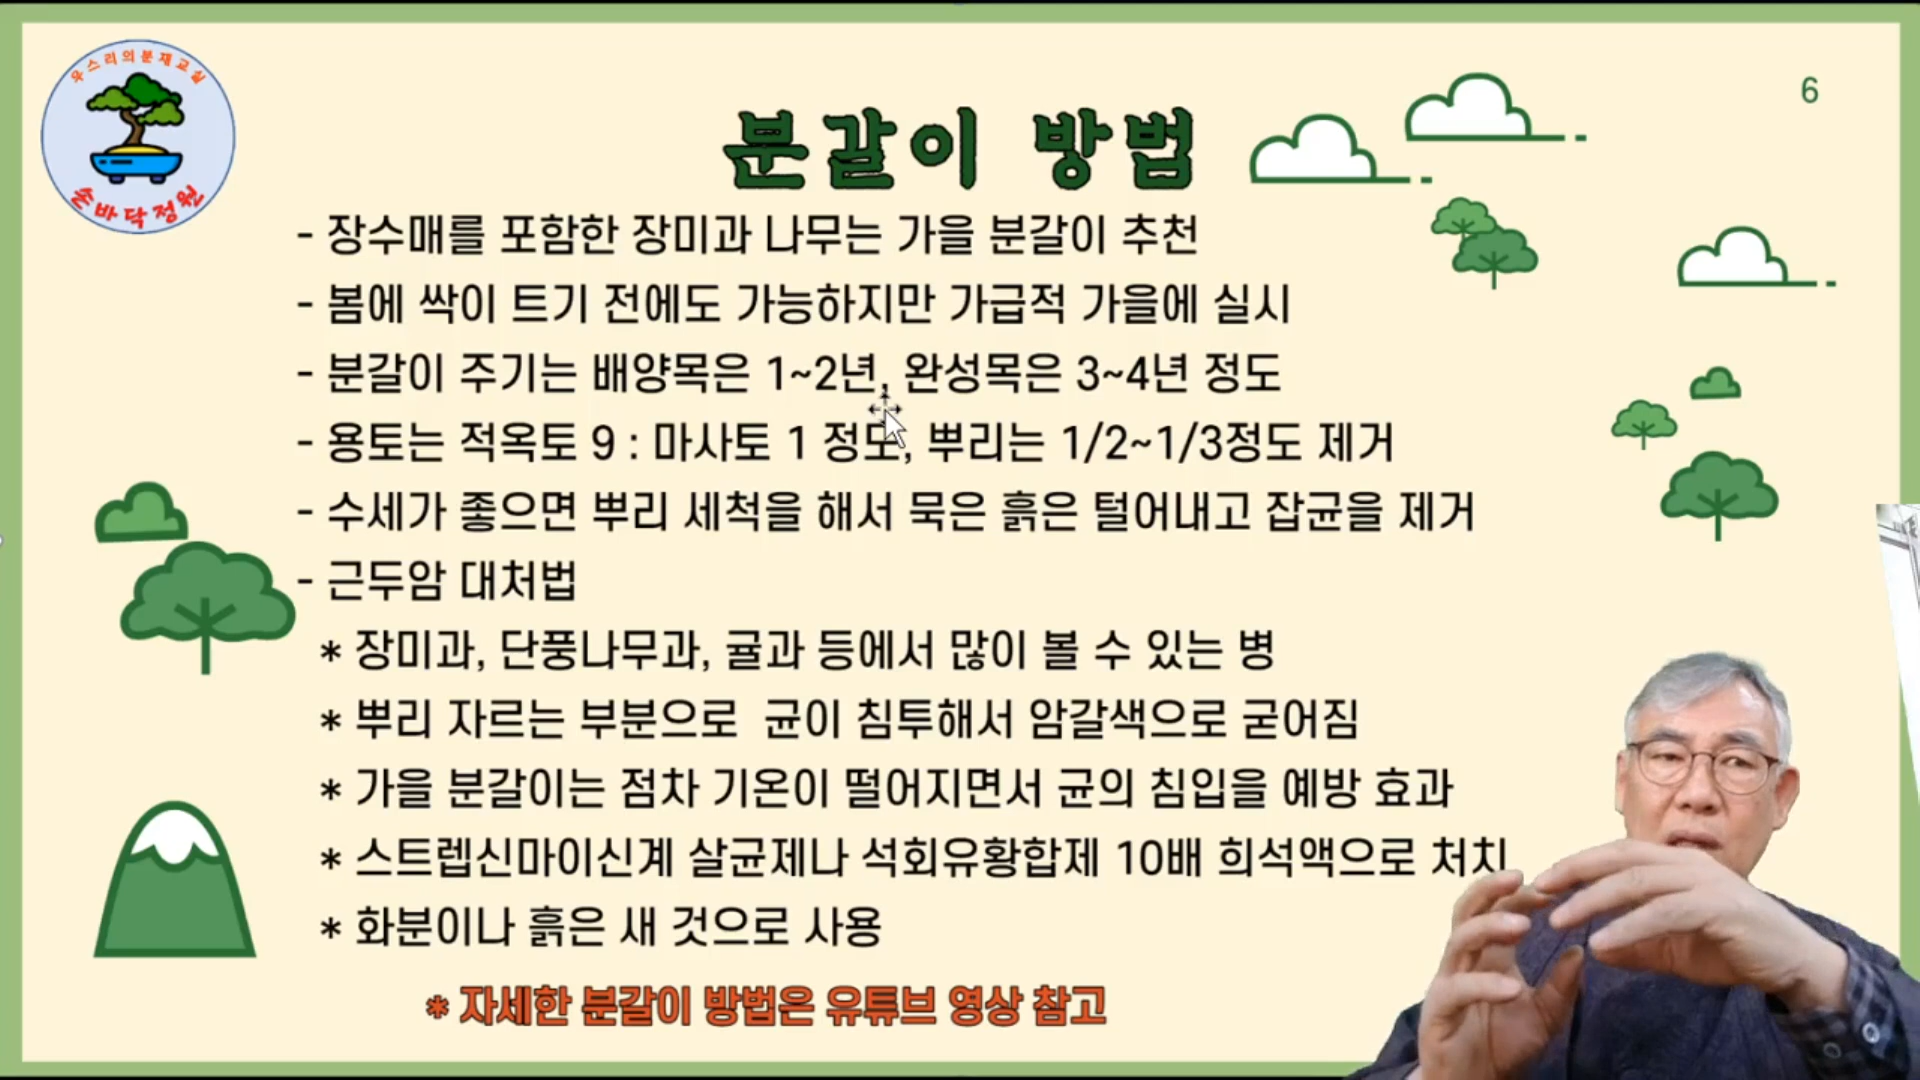 우스리의분재교실
손바닥정원
6
분갈이 방법
- 장수매를 포함한 장미과 나무는 가을 분갈이 추천
- 봄에 싹이 트기 전에도 가능하지만 가급적 가을에 실시
- 분갈이 주기는 배양목은 1~2년, 완성목은 3~4년 정도
- 용토는 적옥토 9 : 마사토 1 정도, 뿌리는 1/2~1/3정도 제거
- 수세가 좋으면 뿌리 세척을 해서 묵은 흙은 털어내고 잡균을 제거
- 근두암 대처법
* 장미과, 단풍나무과, 귤과 등에서 많이 볼 수 있는 병
* 뿌리 자르는 부분으로 균이 침투해서 암갈색으로 굳어짐
* 가을 분갈이는 점차 기온이 떨어지면서 균의 침입을 예방 효과
* 스트렙신마이신계 살균제나 석회유황합제 10배 희석액으로 처치
* 화분이나 흙은 새 것으로 사용
* 자세한 분갈이 방법은 유튜브 영상 참고